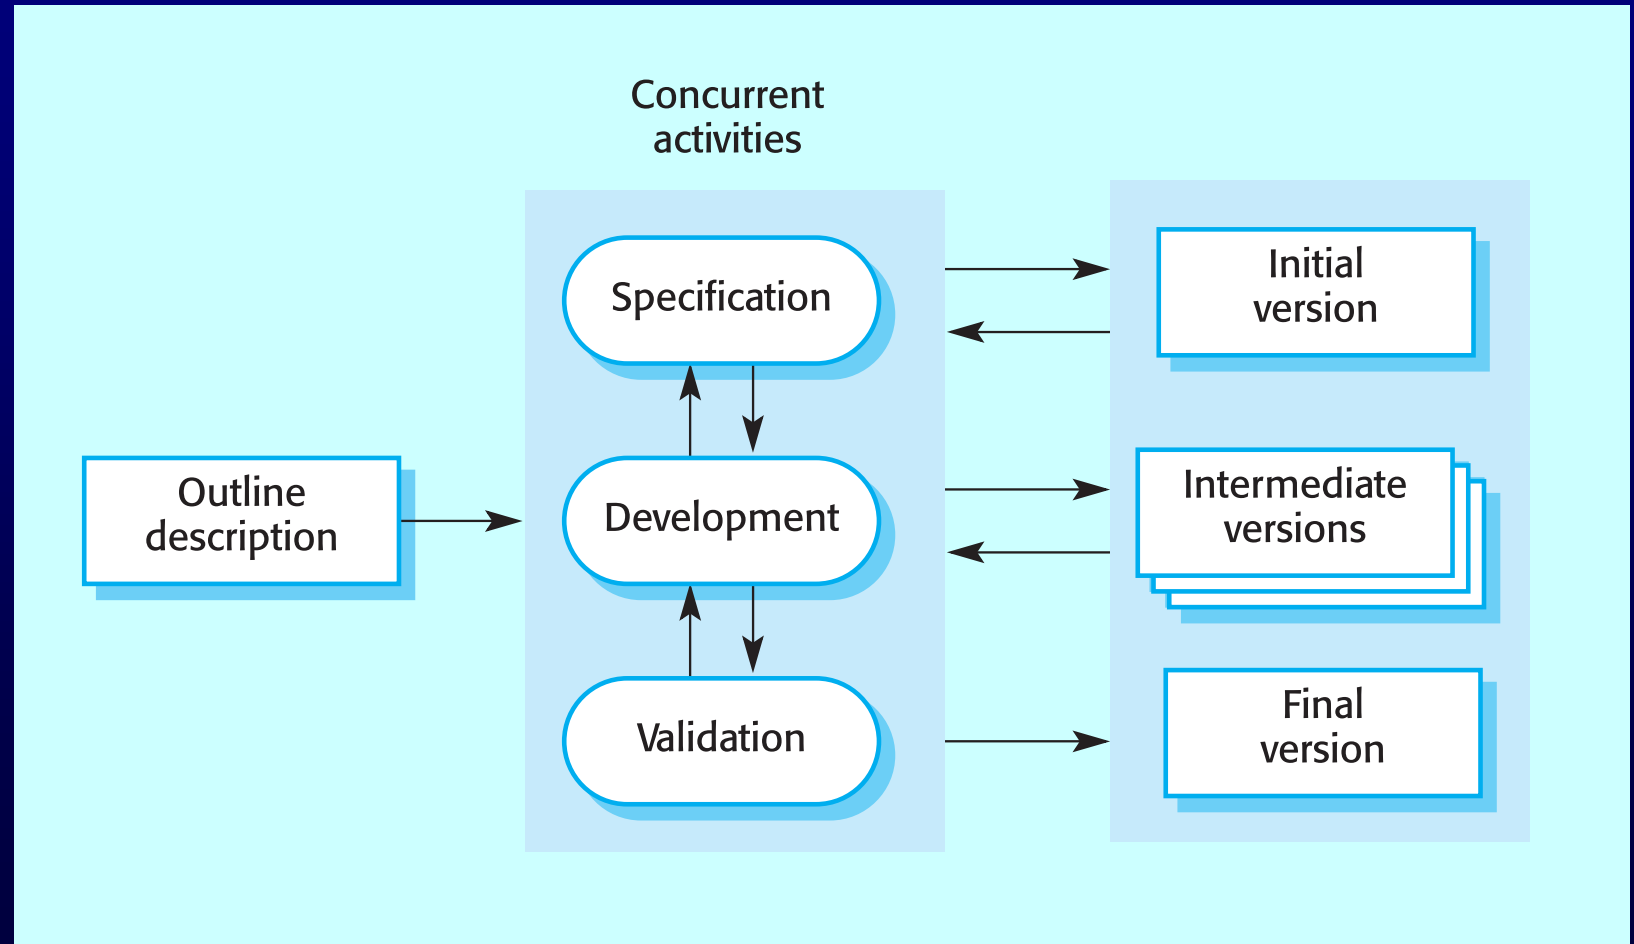 Concurrent
activities
Specification
Initial
version
Outline
description
Development
Intermediate
versions
Validation
Final
version